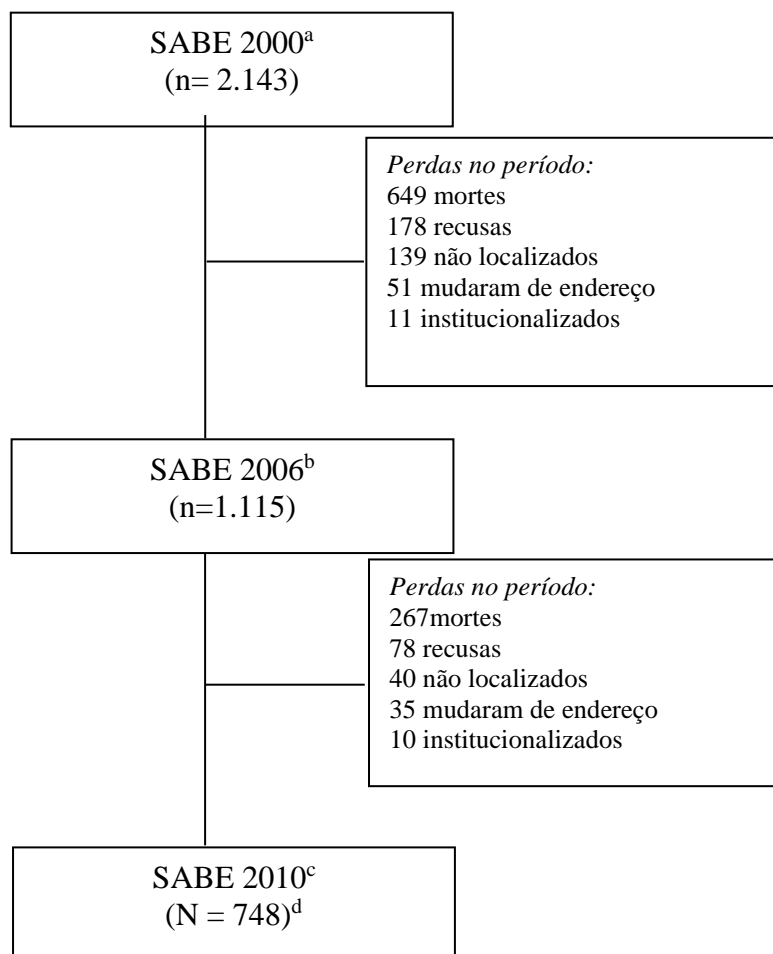 SABE 2000ᵃ
(n= 2.143)
Perdas no período:
649 mortes
178 recusas
139 não localizados
51 mudaram de endereço
11 institucionalizados
SABE 2006ᵇ
(n=1.115)
Perdas no período:
267mortes
78 recusas
40 não localizados
35 mudaram de endereço
10 institucionalizados
SABE 2010ᶜ
(N = 748)ᵈ